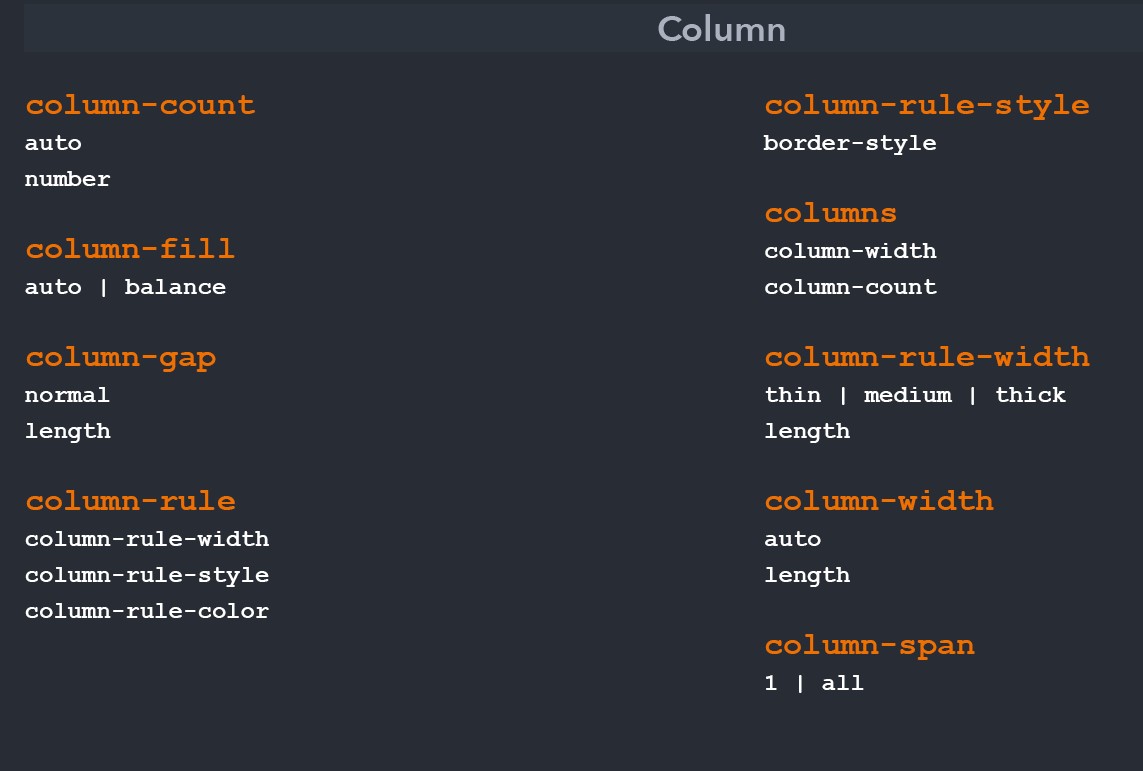 Column
column-count
auto
number
column-fill
auto | balance
column-gap
normal
length
column-rule
column-rule-width
column-rule-style
column-rule-color
column-rule-style
border-style
columns
column-width
column-count
column-rule-width
thin | medium | thick
length
column-width
auto
length
column-span
1 | all